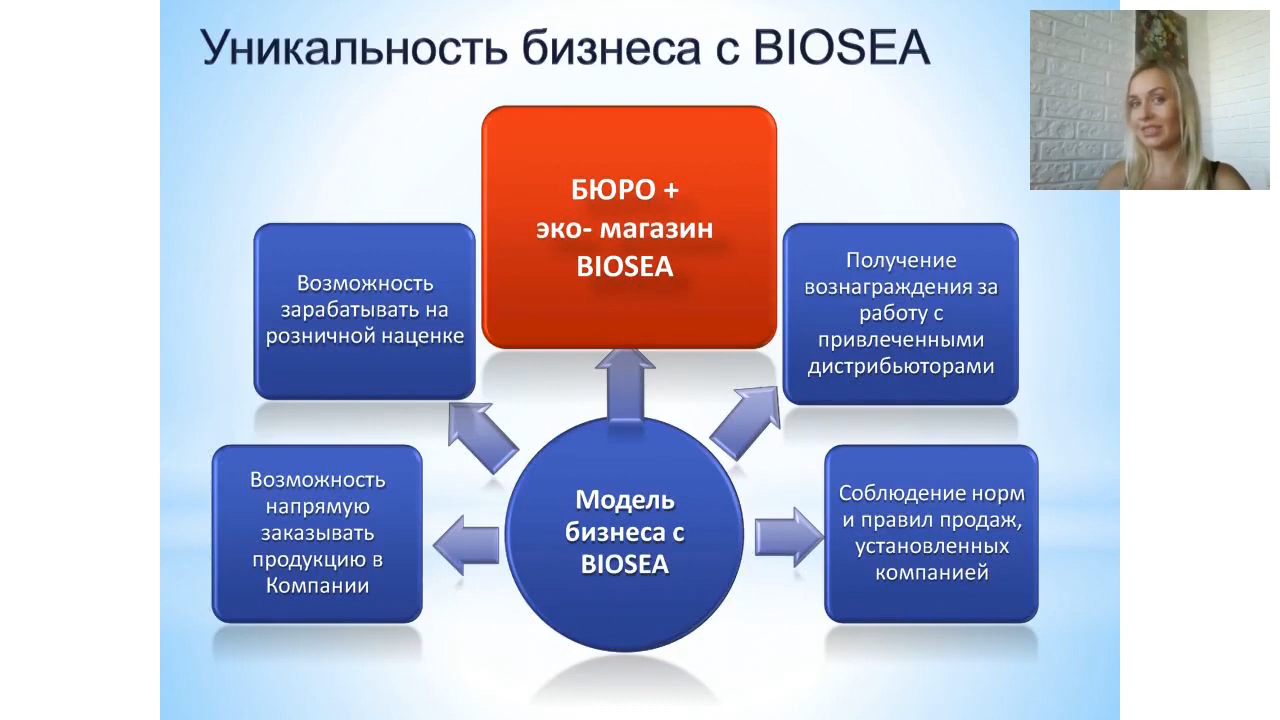 Уникальность бизнеса с BIOSEA
БЮРО +
эко- магазин
BIOSEA
Возможность
зарабатывать на
розничной наценке
Получение
вознаграждения за
работу с
привлеченными
дистрибьюторами
Возможность
напрямую
заказывать
продукцию в
Компании
Модель
бизнеса с
BIOSEA
Соблюдение норм
и правил продаж,
установленных
компанией